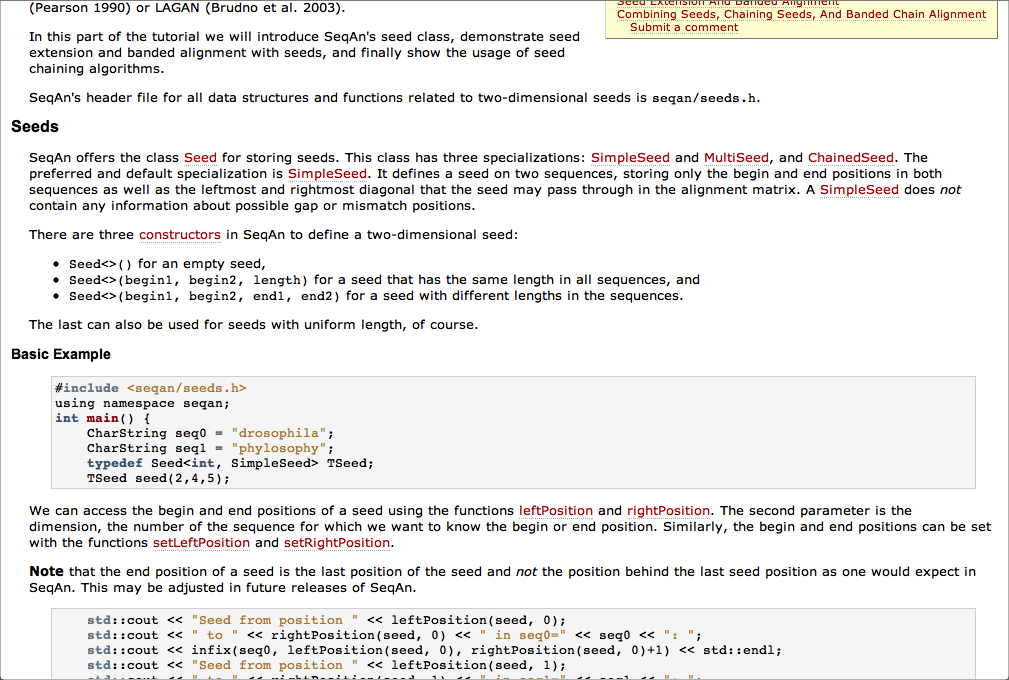 (Pearson 1990) or LAGAN (Brudno et al. 2003).
Seed Extension And Banded Alignment
Combining Seeds, Chaining Seeds, And Banded Chain Alignment
Submit a comment
In this part of the tutorial we will introduce SeqAn's seed class, demonstrate seed
extension and banded alignment with seeds, and finally show the usage of seed
chaining algorithms.
SeqAn's header file for all data structures and functions related to two-dimensional seeds is seqan/seeds.h.
Seeds
SeqAn offers the class Seed for storing seeds. This class has three specializations: SimpleSeed and MultiSeed, and ChainedSeed. The
preferred and default specialization is SimpleSeed. It defines a seed on two sequences, storing only the begin and end positions in both
sequences as well as the leftmost and rightmost diagonal that the seed may pass through in the alignment matrix. A SimpleSeed does not
contain any information about possible gap or mismatch positions.
There are three constructors in SeqAn to define a two-dimensional seed:
• Seed<>() for an empty seed,
• Seed<>(begin1, begin2, length) for a seed that has the same length in all sequences, and
• Seed<>(begin1, begin2, end1, end2) for a seed with different lengths in the sequences.
The last can also be used for seeds with uniform length, of course.
Basic Example
#include <seqan/seeds.h>
using namespace seqan;
int main() {
    CharString seq0 = "drosophila";
    CharString seq1 = "phylosophy";
    typedef Seed<int, SimpleSeed> TSeed;
    TSeed seed(2,4,5);
We can access the begin and end positions of a seed using the functions leftPosition and rightPosition. The second parameter is the
dimension, the number of the sequence for which we want to know the begin or end position. Similarly, the begin and end positions can be set
with the functions setLeftPosition and setRightPosition.
Note that the end position of a seed is the last position of the seed and not the position behind the last seed position as one would expect in
SeqAn. This may be adjusted in future releases of SeqAn.
    std::cout << "Seed from position " << leftPosition(seed, 0);
    std::cout << " to " << rightPosition(seed, 0) << " in seq0=" << seq0 << ": ";
    std::cout << infix(seq0, leftPosition(seed, 0), rightPosition(seed, 0)+1) << std::endl;
    std::cout << "Seed from position " << leftPosition(seed, 1);
    std::cout << " to " << rightPosition(seed, 1) << " in seq1=" << seq1 << ": ";